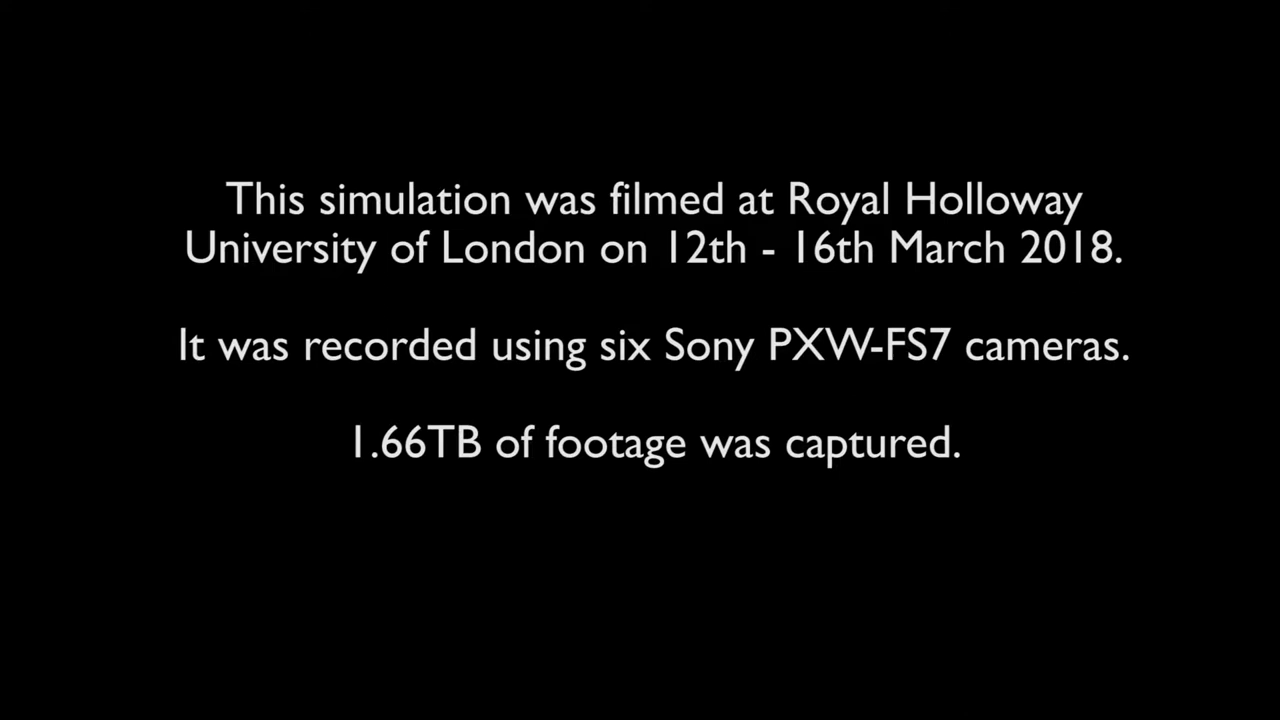 This simulation was filmed at Royal Holloway
University of London on 12th - 16th March 2018.
It was recorded using six Sony PXW-FS7 cameras.
1.66TB of footage was captured.